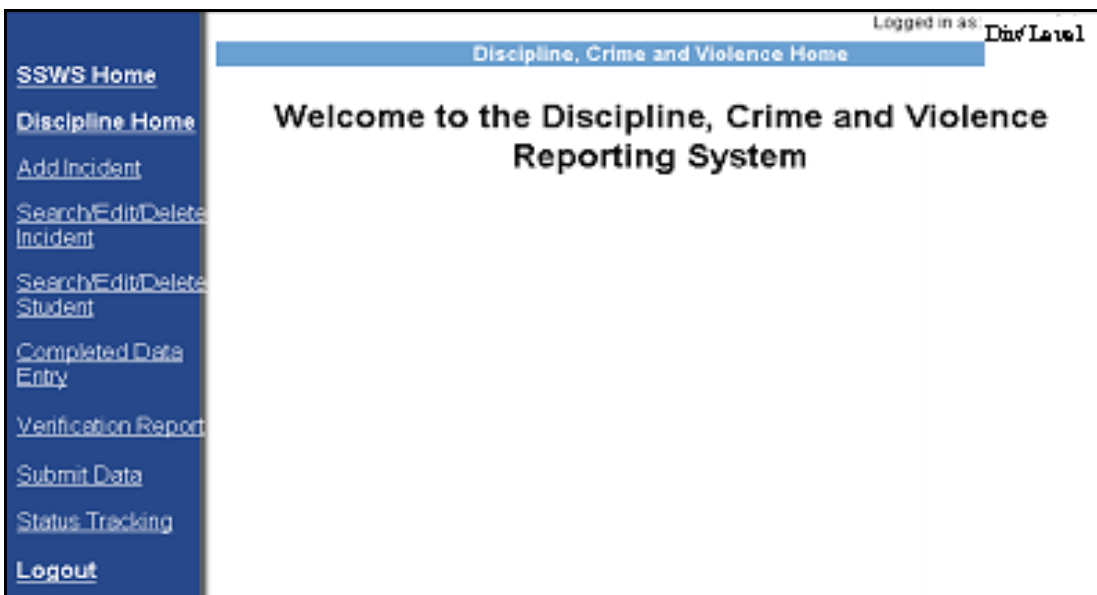 Logged in as:
Div Level
Discipline, Crime and Violence Home
SSWS Home
Discipline Home
Add Incident
Search/Edit/Delete
Incident
Search/Edit/Delete
Student
Completed Data
Entry
Verification Report
Submit Data
Status Tracking
Logout
Welcome to the Discipline, Crime and Violence
Reporting System